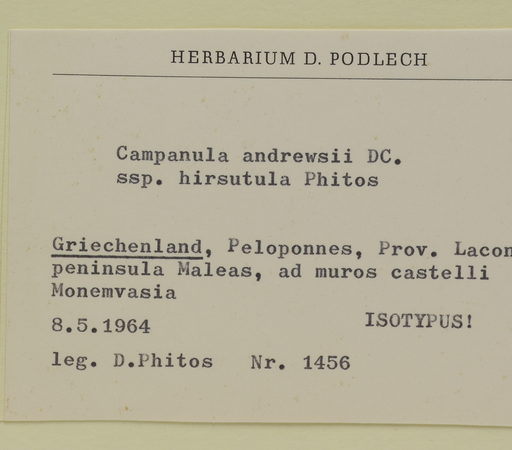 HERBARIUM D. PODLECH
Campanula andrewsii DC.
ssp. hirsutula Phitos
Griechenland, Peloponnes, Prov. Lacon
peninsula Maleas, ad muros castelli
Monemvasia
8.5.1964 ISOTYPUS!
leg. D.Phitos Nr. 1456